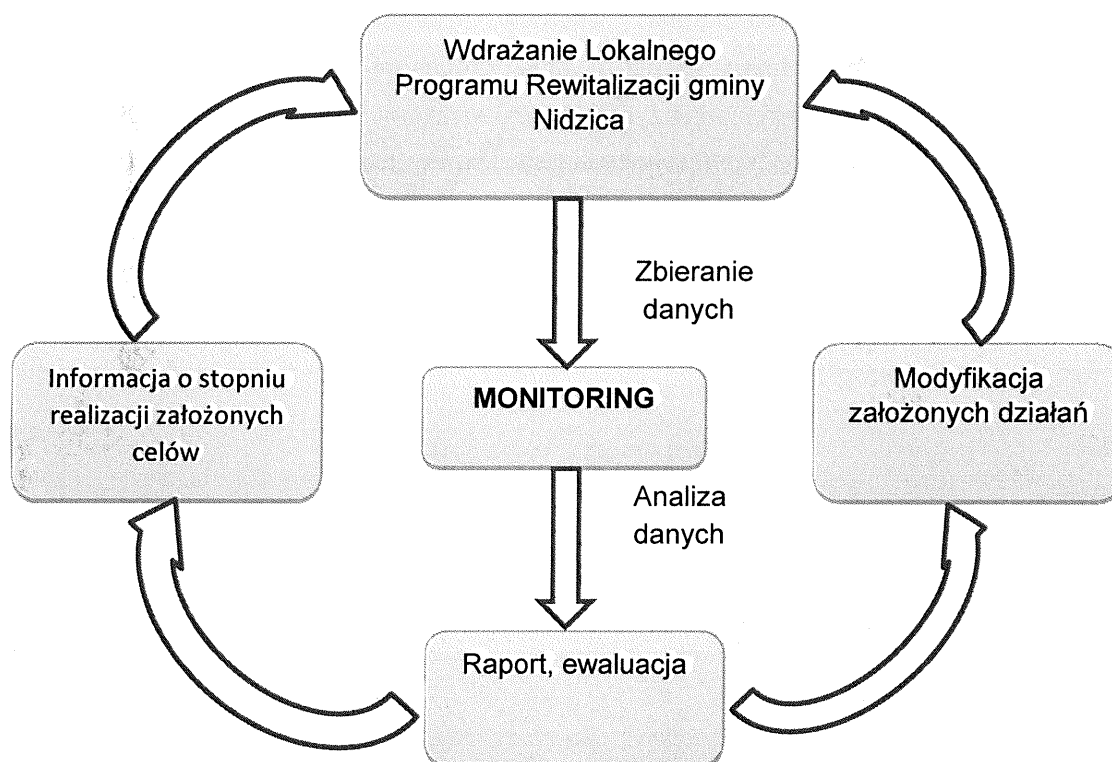 Wdrażanie Lokalnego
Programu Rewitalizacji gminy
Nidzica
Zbieranie
danych
Informacja o stopniu
realizacji założonych
celów
MONITORING
Modyfikacja
założonych działań
Analiza
danych
Raport, ewaluacja